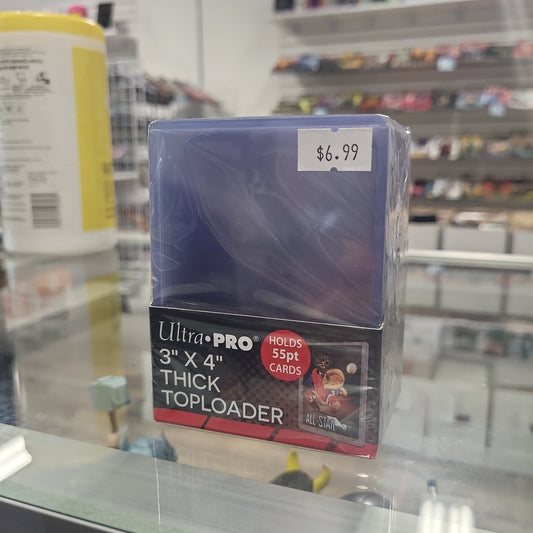 $6.99
Ultra•PRO®
HOLDS
55pt
CARDS
3" X 4"
THICK
TOPLOADER
ALL STAR